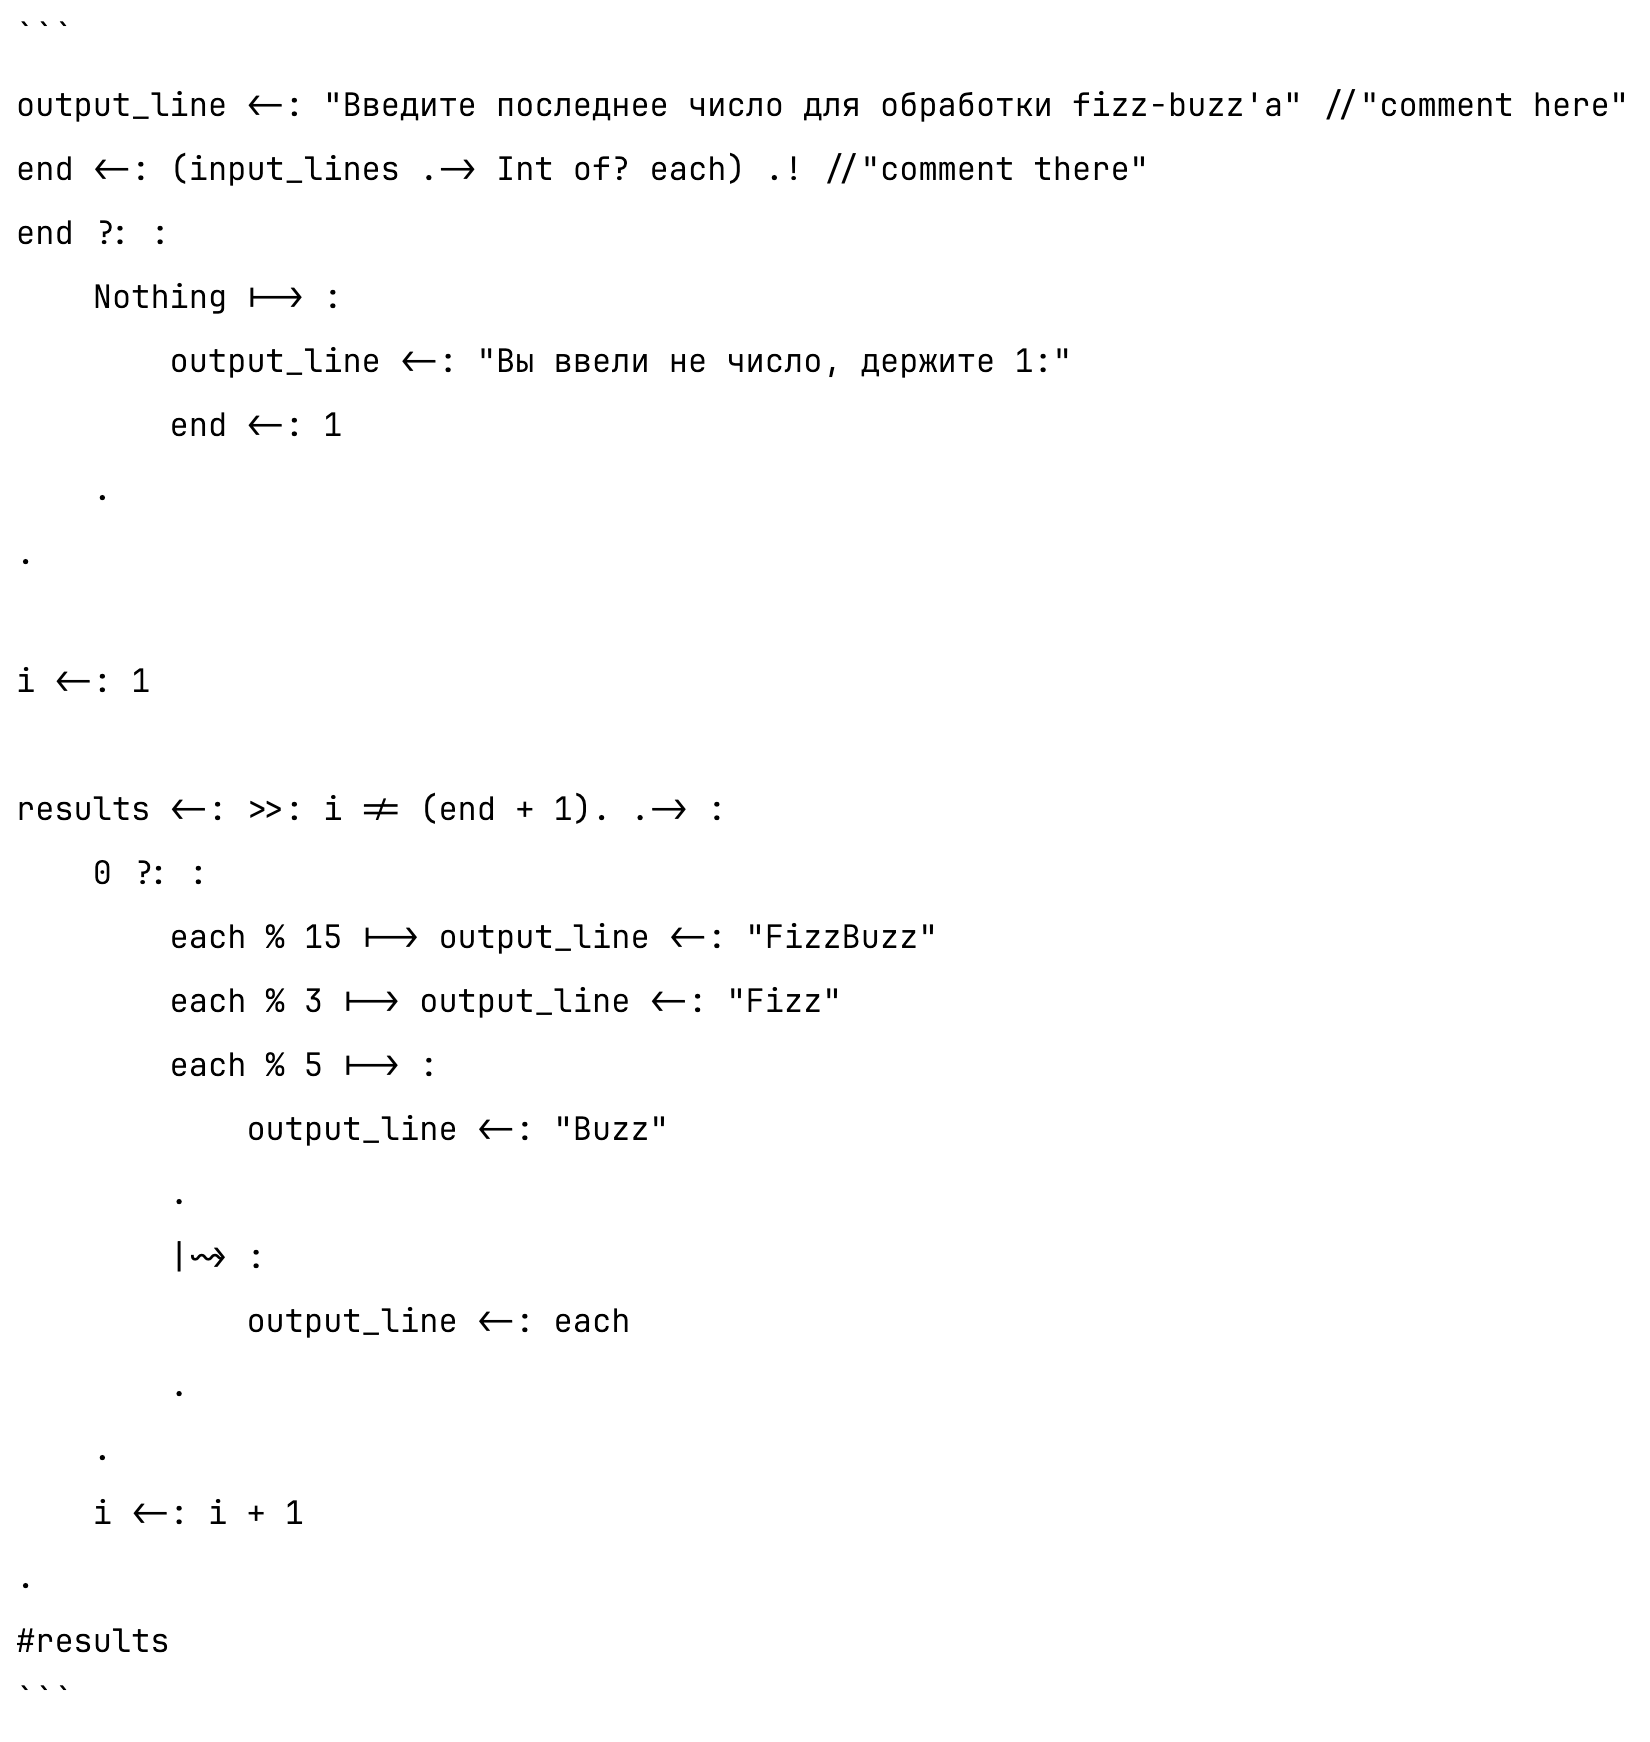 ```
output_line <-: "Введите последнее число для обработки fizz-buzz'a" //"comment here"
end <-: (input_lines .-> Int of? each) .! //"comment there"
end ?: :
    Nothing |-> :
        output_line <-: "Вы ввели не число, держите 1:"
        end <-: 1
    .
.
i <-: 1
results <-: >>: i != (end + 1). .-> :
    0 ?: :
        each % 15 |-> output_line <-: "FizzBuzz"
        each % 3 |-> output_line <-: "Fizz"
        each % 5 |-> :
            output_line <-: "Buzz"
        .
        |~> :
            output_line <-: each
        .
    .
    i <-: i + 1
.
#results
```